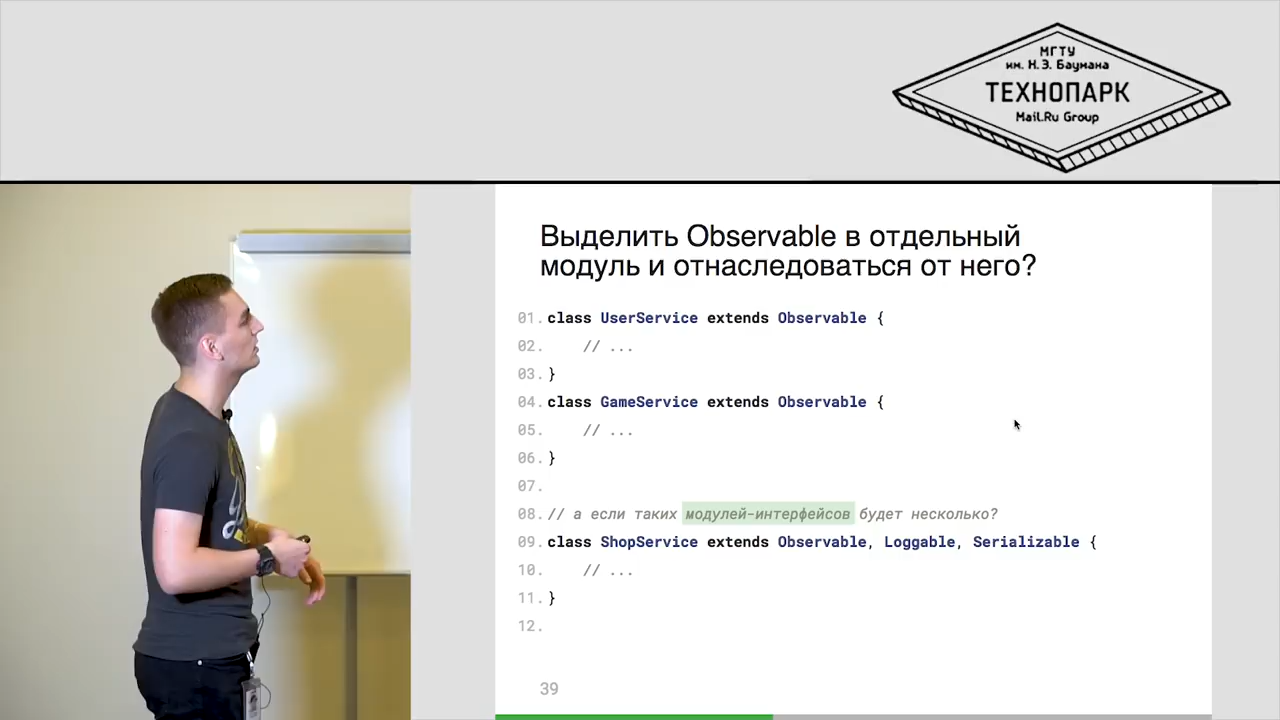 МГТУ
им. Н.Э. Баумана
ТЕХНОПАРК
Mail.Ru Group
Выделить Observable в отдельный
модуль и отнаследоваться от него?
01. class UserService extends Observable {
02. // ...
03. }
04. class GameService extends Observable {
05. // ...
06. }
07.
08. // а если таких модулей-интерфейсов будет несколько?
09. class ShopService extends Observable, Loggable, Serializable {
10. // ...
11. }
12.
39